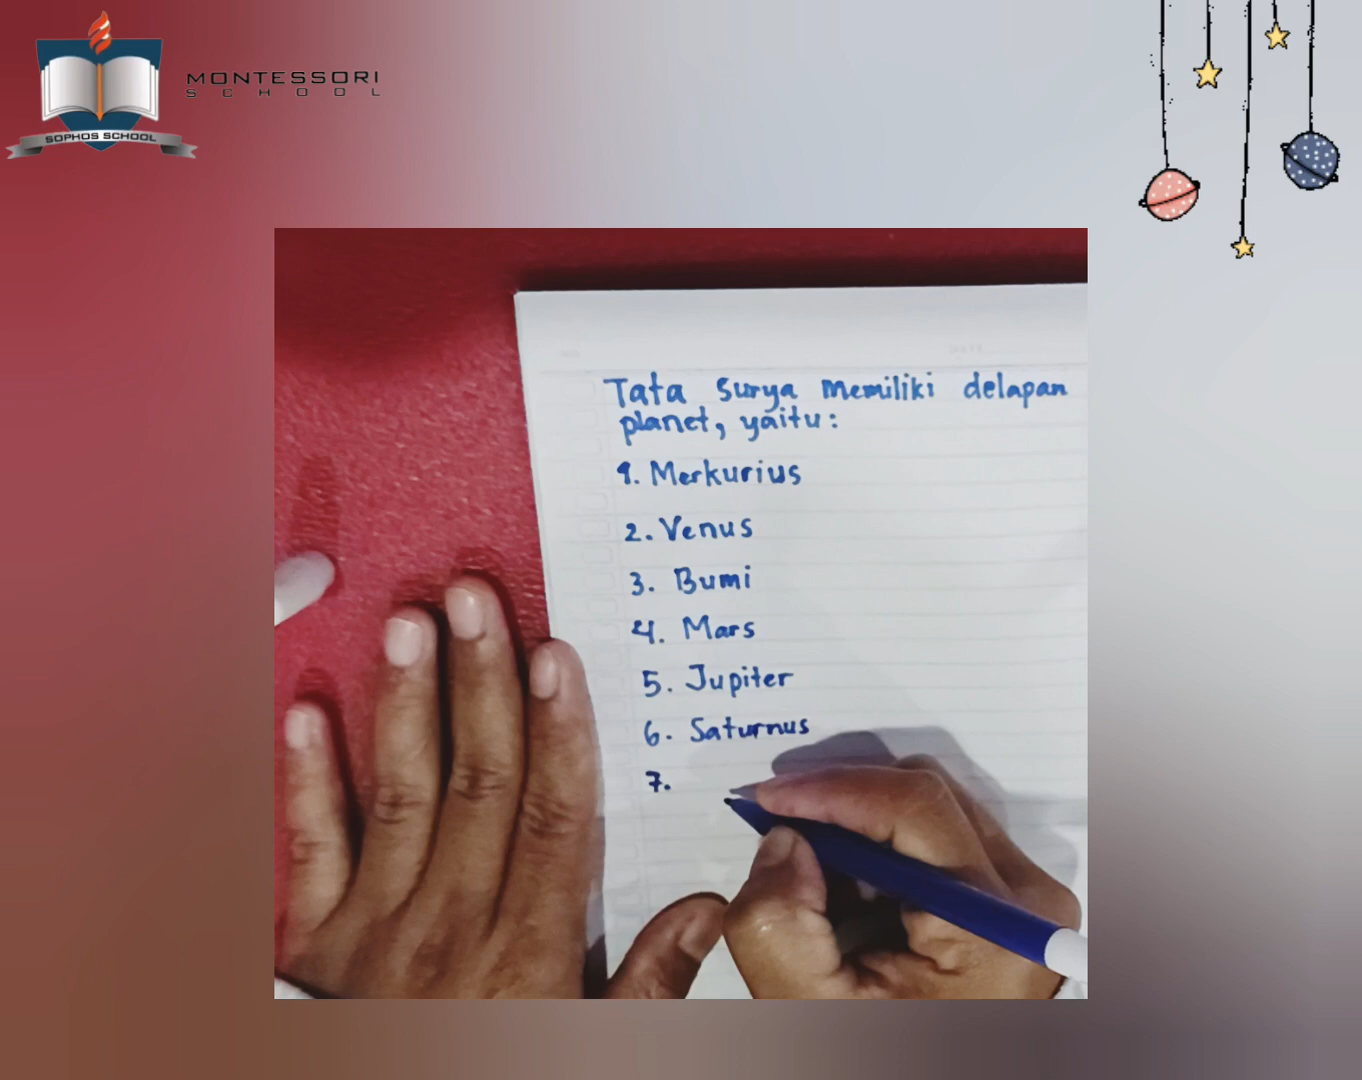 MONTESSORI
SCHOOL
SOPHOS SCHOOL
Tata Surya Memiliki delapan
planet, yaitu:
1. Merkurius
2. Venus
3. Bumi
4. Mars
5. Jupiter
6. Saturnus
7.